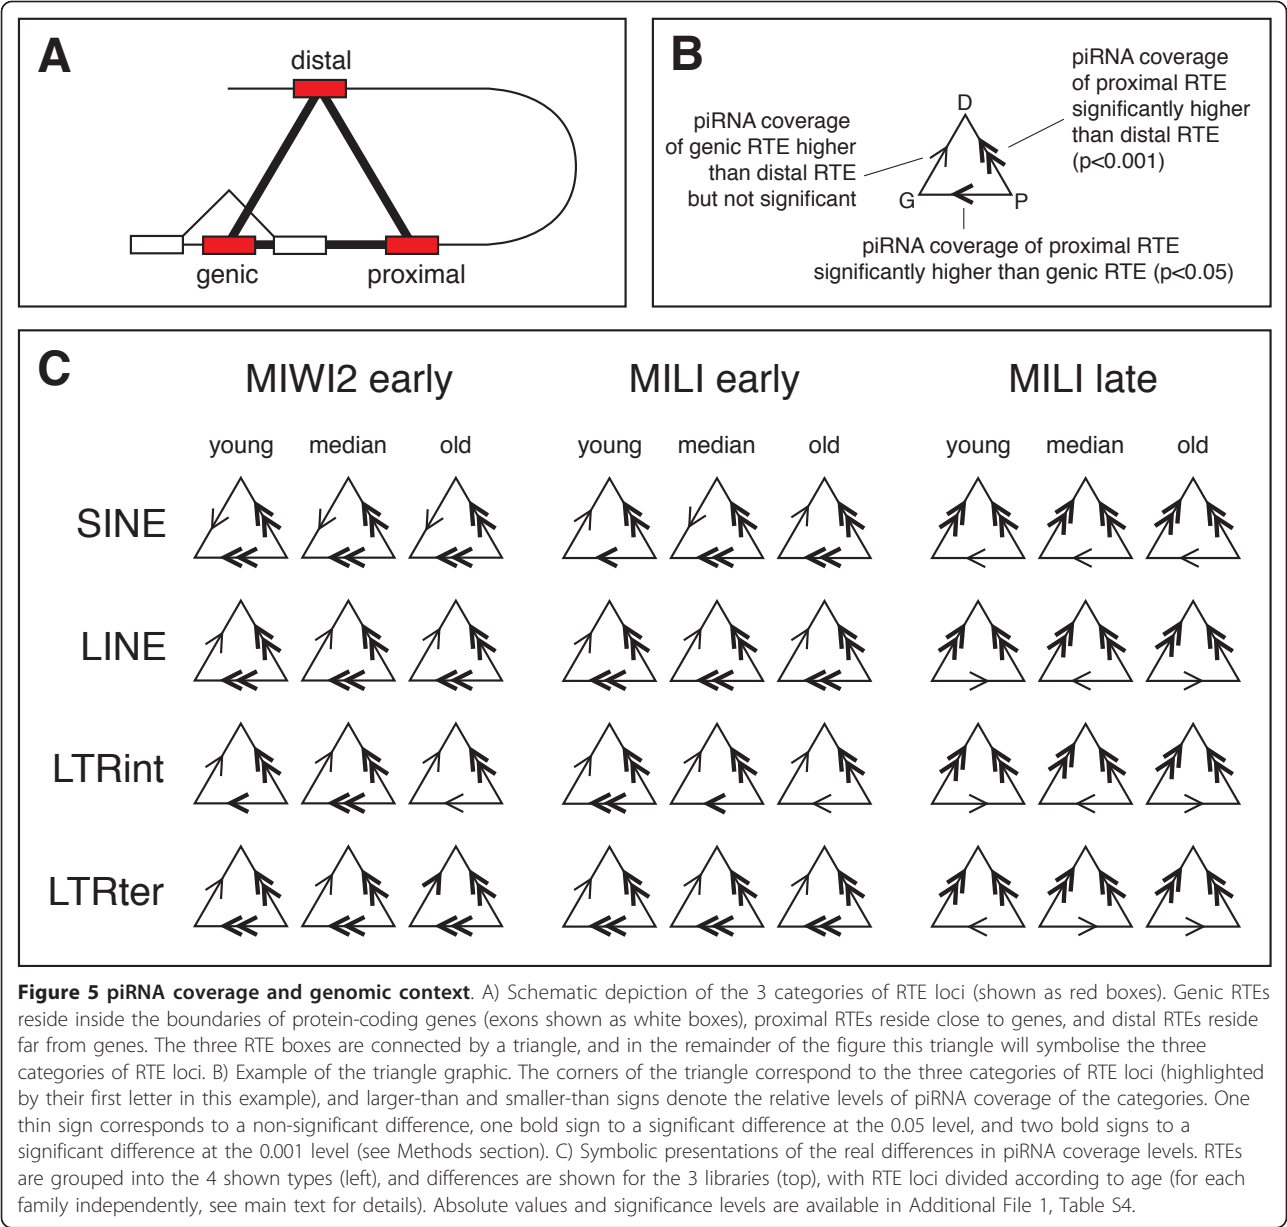 A
distal
genic
proximal
B
piRNA coverage
of genic RTE higher
than distal RTE
but not significant
D
G
P
piRNA coverage
of proximal RTE
significantly higher
than distal RTE
(p<0.001)
piRNA coverage of proximal RTE
significantly higher than genic RTE (p<0.05)
C
MIWI2 early
MILI early
MILI late
young median old
young median old
young median old
SINE
LINE
LTRint
LTRter
Figure 5 piRNA coverage and genomic context. A) Schematic depiction of the 3 categories of RTE loci (shown as red boxes). Genic RTEs
reside inside the boundaries of protein-coding genes (exons shown as white boxes), proximal RTEs reside close to genes, and distal RTEs reside
far from genes. The three RTE boxes are connected by a triangle, and in the remainder of the figure this triangle will symbolise the three
categories of RTE loci. B) Example of the triangle graphic. The corners of the triangle correspond to the three categories of RTE loci (highlighted
by their first letter in this example), and larger-than and smaller-than signs denote the relative levels of piRNA coverage of the categories. One
thin sign corresponds to a non-significant difference, one bold sign to a significant difference at the 0.05 level, and two bold signs to a
significant difference at the 0.001 level (see Methods section). C) Symbolic presentations of the real differences in piRNA coverage levels. RTEs
are grouped into the 4 shown types (left), and differences are shown for the 3 libraries (top), with RTE loci divided according to age (for each
family independently, see main text for details). Absolute values and significance levels are available in Additional File 1, Table S4.